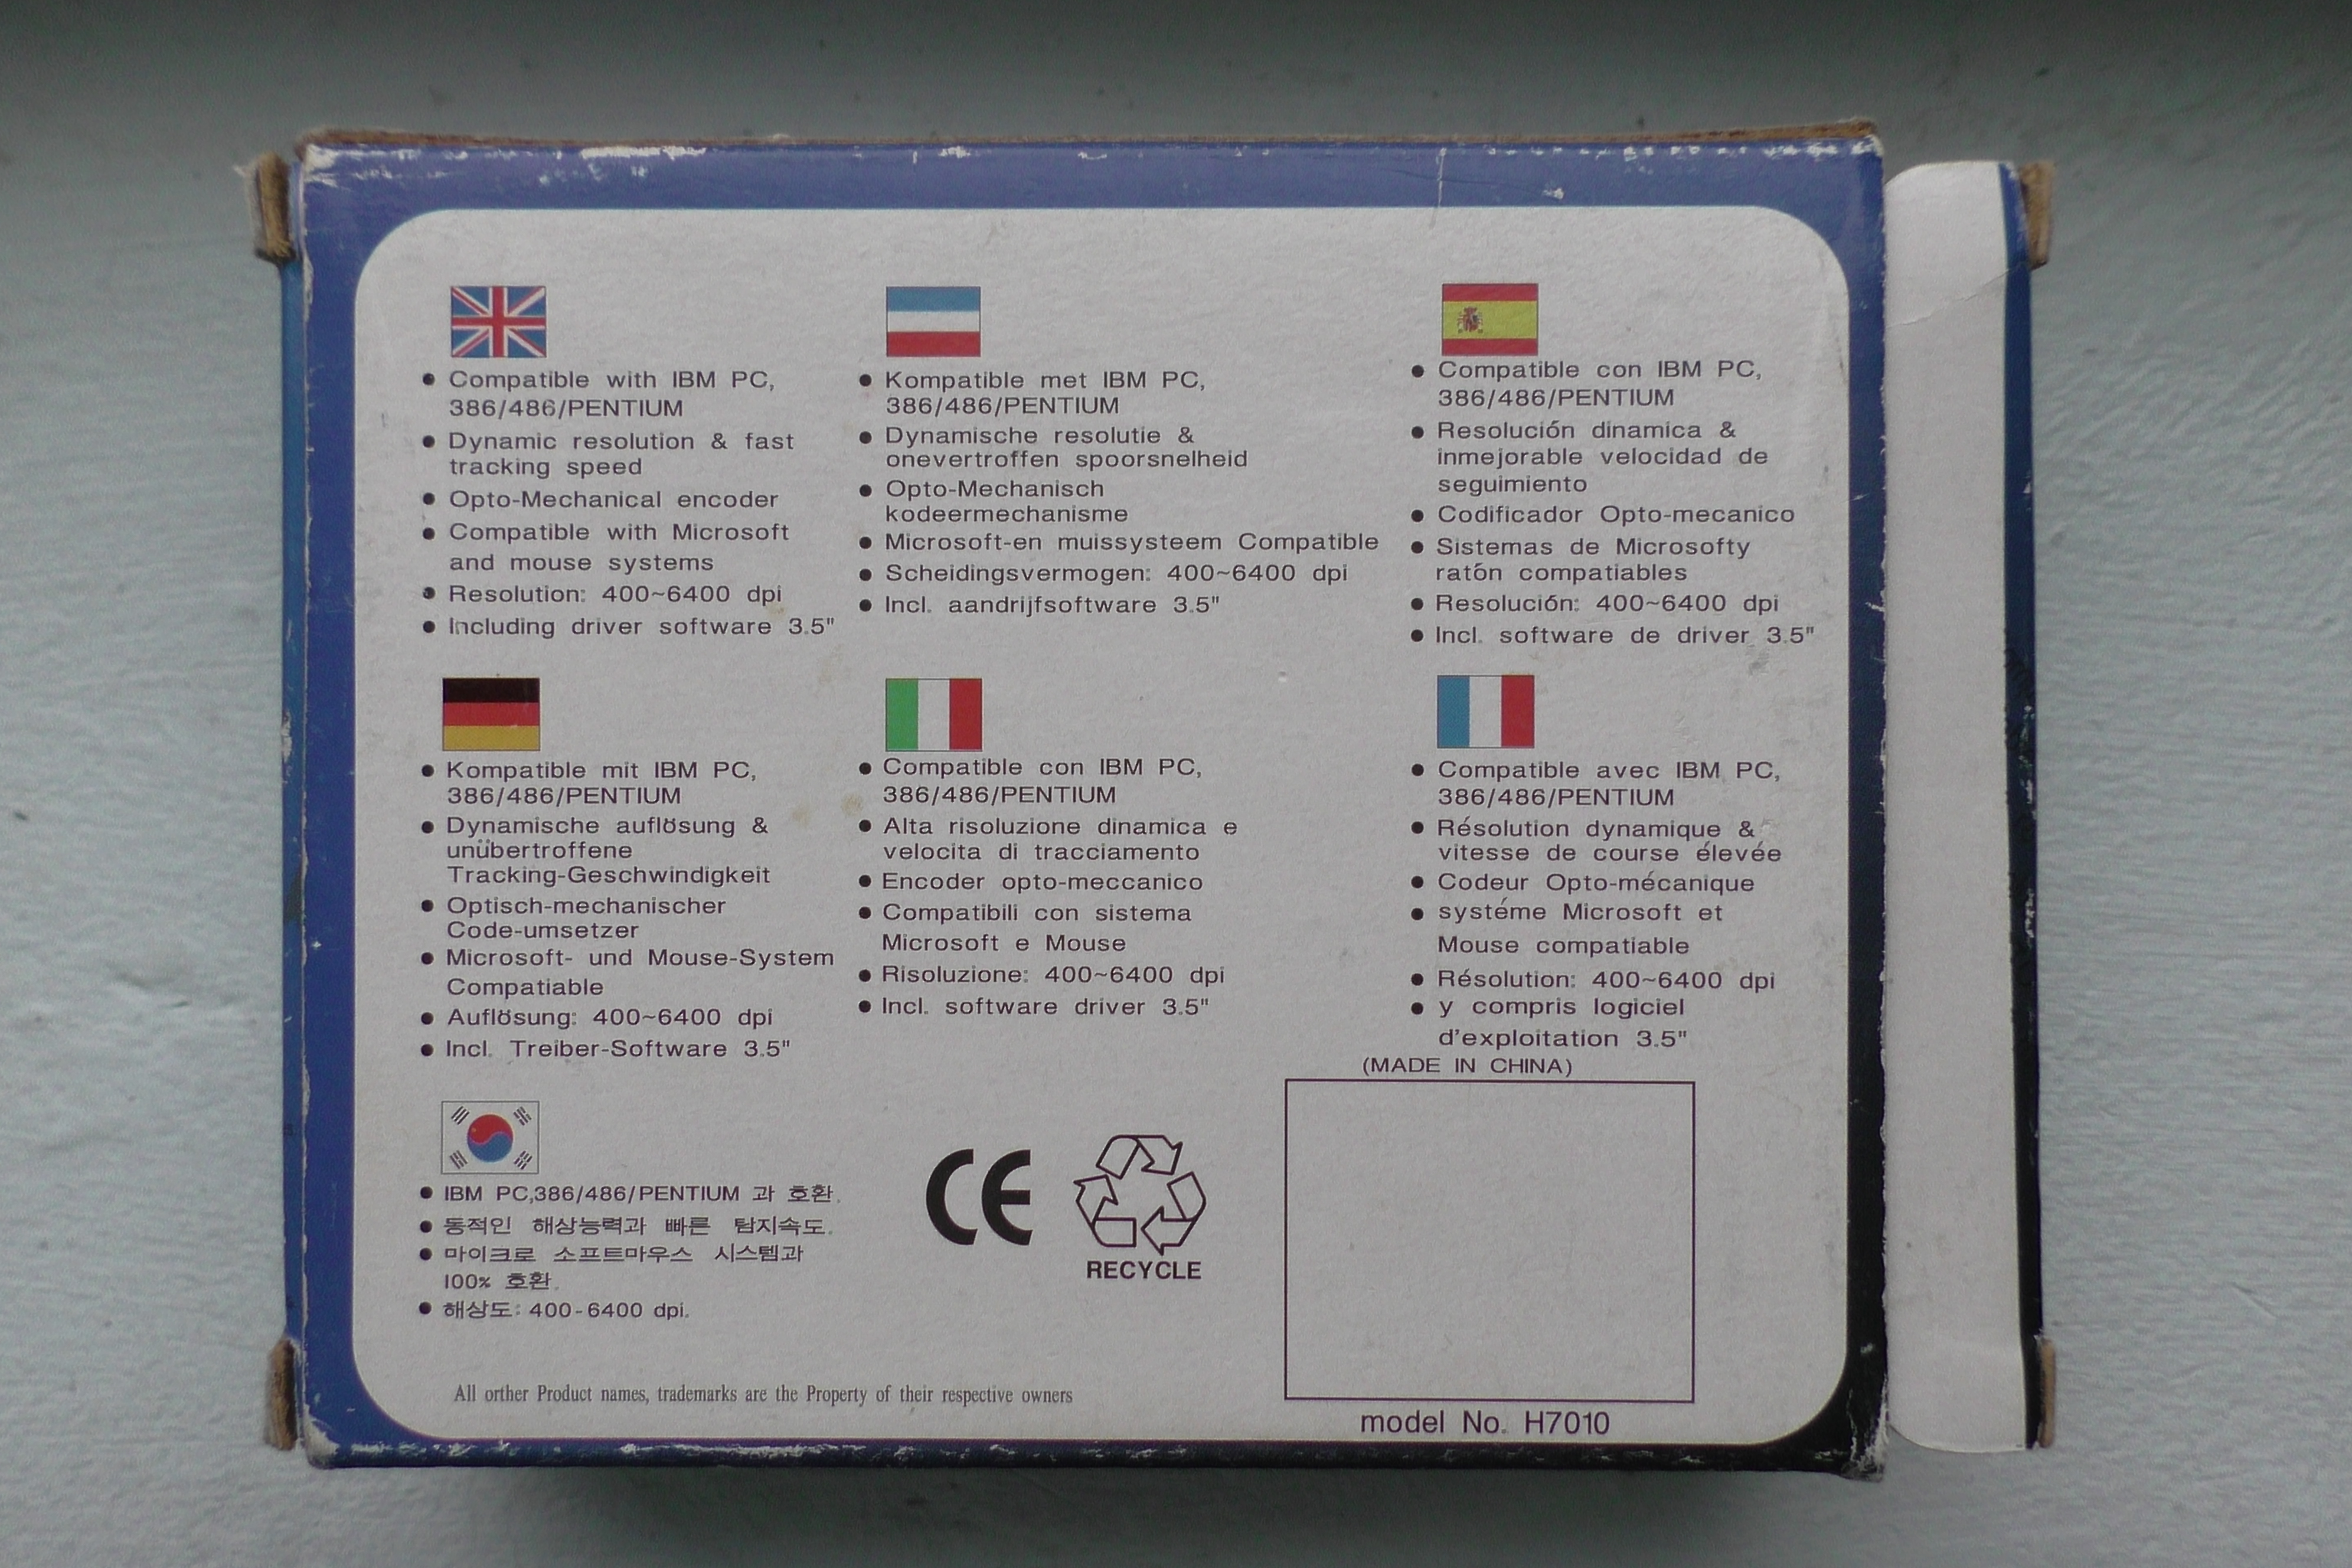 Compatible with IBM PC,
386/486/PENTIUM
Dynamic resolution & fast
tracking speed
Opto-Mechanical encoder
Compatible with Microsoft
and mouse systems
Resolution: 400~6400 dpi
Including driver software 3.5"
Kompatible met IBM PC,
386/486/PENTIUM
Dynamische resolutie &
onevertroffen spoorsnelheid
Opto-Mechanisch
kodeermechanisme
Microsoft-en muissysteem Compatible
Scheidingsvermogen: 400~6400 dpi
Incl. aandrijfsoftware 3.5"
Compatible con IBM PC,
386/486/PENTIUM
Resolución dinamica &
inmejorable velocidad de
seguimiento
Codificador Opto-mecanico
Sistemas de Microsofty
ratón compatiables
Resolución: 400~6400 dpi
Incl. software de driver 3.5"
Kompatible mit IBM PC,
386/486/PENTIUM
Dynamische auflösung &
unübertroffene
Tracking-Geschwindigkeit
Optisch-mechanischer
Code-umsetzer
Microsoft- und Mouse-System
Compatiable
Auflösung: 400~6400 dpi
Incl. Treiber-Software 3.5"
Compatible con IBM PC,
386/486/PENTIUM
Alta risoluzione dinamica e
velocita di tracciamento
Encoder opto-meccanico
Compatibili con sistema
Microsoft e Mouse
Risoluzione: 400~6400 dpi
Incl. software driver 3.5"
Compatible avec IBM PC,
386/486/PENTIUM
Résolution dynamique &
vitesse de course élevée
Codeur Opto-mécanique
systéme Microsoft et
Mouse compatiable
Résolution: 400~6400 dpi
y compris logiciel
d'exploitation 3.5"
(MADE IN CHINA)
IBM PC,386/486/PENTIUM 과 호환.
동적인 해상능력과 빠른 탐지속도.
마이크로 소프트마우스 시스템과
100% 호환.
해상도: 400-6400 dpi.
CE
RECYCLE
All orther Product names, trademarks are the Property of their respective owners
model No. H7010